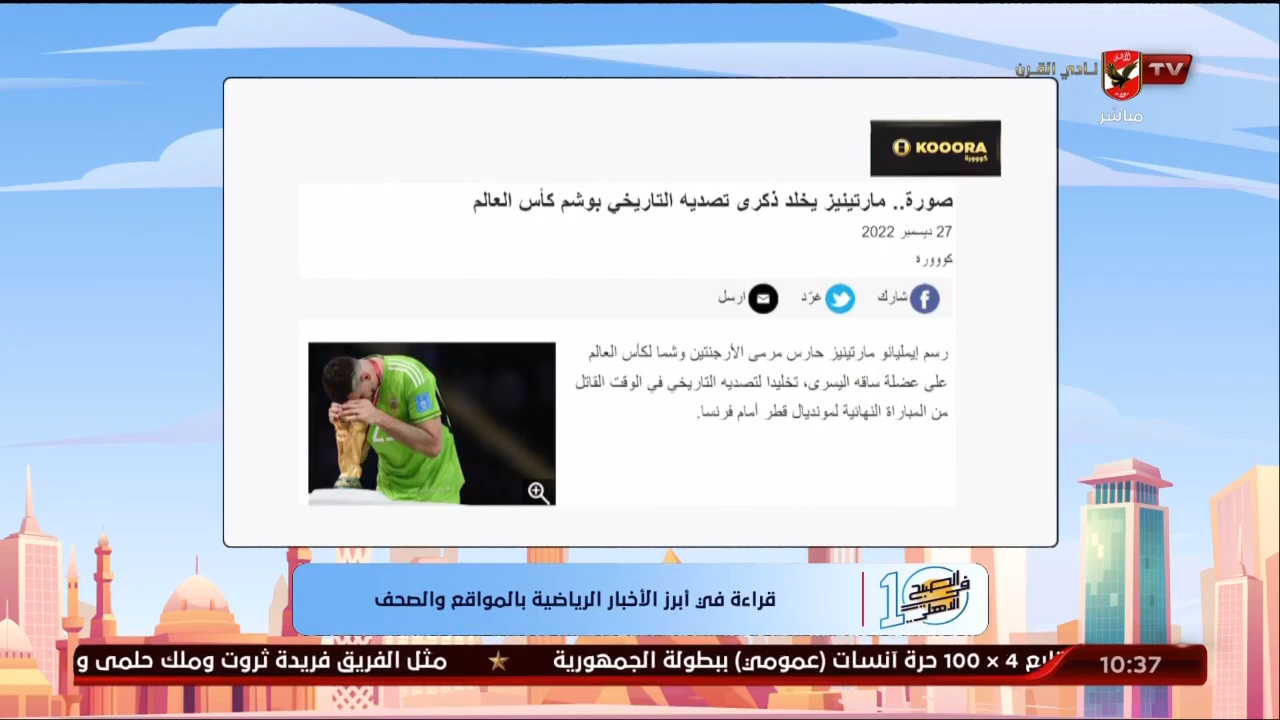 نادي القرن
TV
مباشر
KOOORA
كووورة
صورة.. مارتينيز يخلد ذكرى تصديه التاريخي بوشم كأس العالم
27 ديسمبر 2022
كووورة
شارك
غرّد
ارسل
رسم إيمليانو مارتينيز حارس مرمى الأرجنتين وشما لكأس العالم
على عضلة ساقه اليسرى، تخليدا لتصديه التاريخي في الوقت القاتل
من المباراة النهائية لمونديال قطر أمام فرنسا.
قراءة في أبرز الأخبار الرياضية بالمواقع والصحف
10 الصبح في الأهلي
تابع 4 × 100 حرة آنسات (عمومي) ببطولة الجمهورية ★ مثل الفريق فريدة ثروت وملك حلمى و
10:37